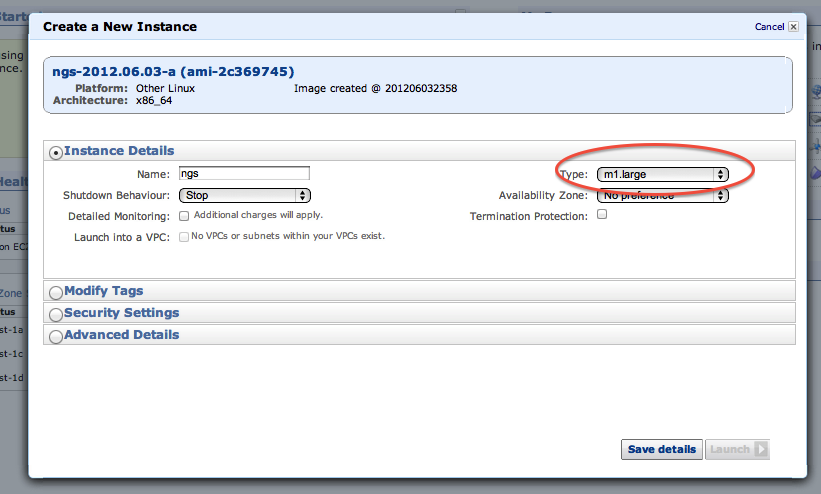 Create a New Instance
Cancel
ngs-2012.06.03-a (ami-2c369745)
Platform: Other Linux Image created @ 201206032358
Architecture: x86_64
Instance Details
Name: ngs Type: m1.large
Shutdown Behaviour: Stop Availability Zone: No preference
Detailed Monitoring: Additional charges will apply. Termination Protection:
Launch into a VPC: No VPCs or subnets within your VPCs exist.
Modify Tags
Security Settings
Advanced Details
Save details Launch
using
nce.
Healt
us
tus
on EC2
Zone
tus
st-1a
st-1c
st-1d
in